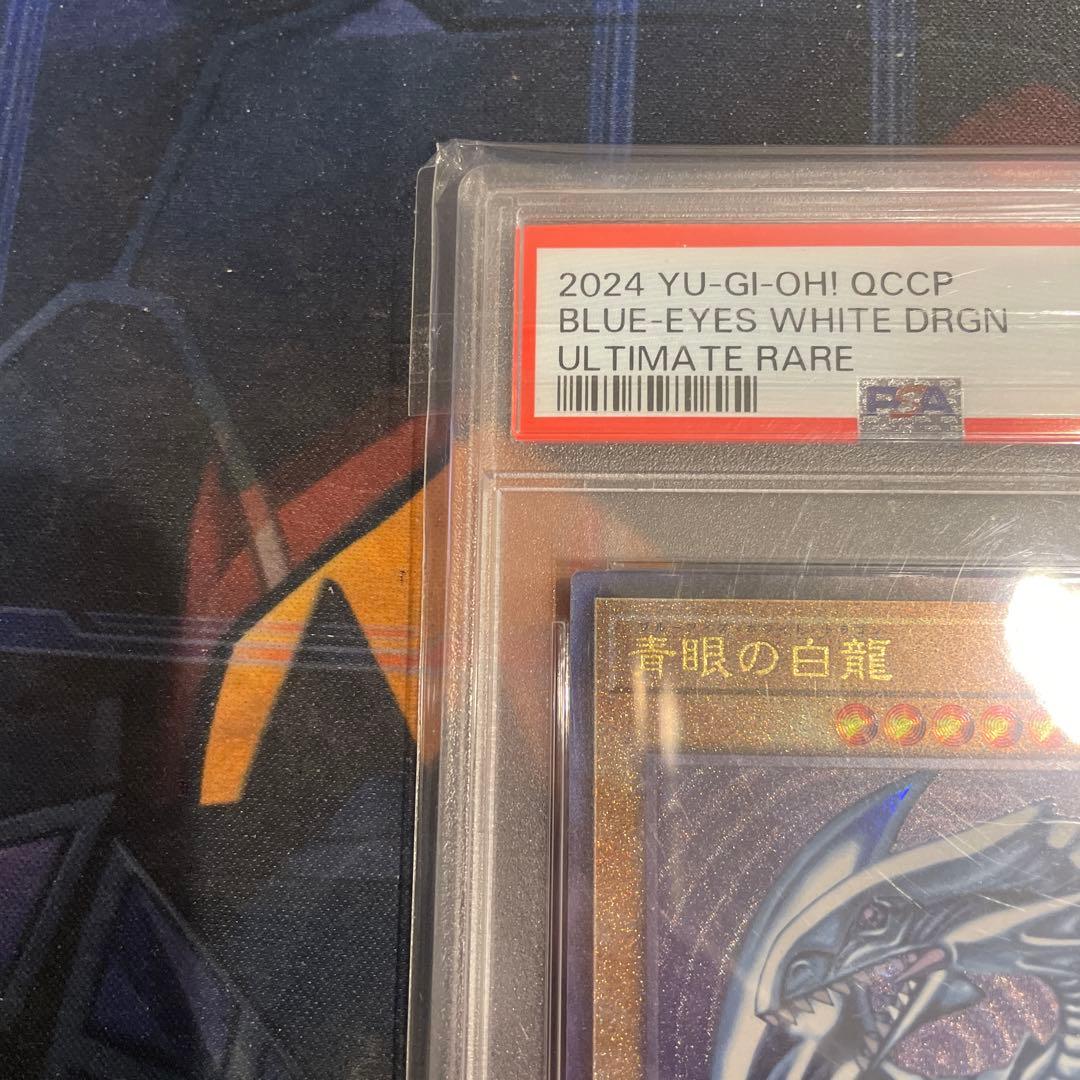 2024 YU-GI-OH! QCCP
BLUE-EYES WHITE DRGN
ULTIMATE RARE
PSA
青眼の白龍